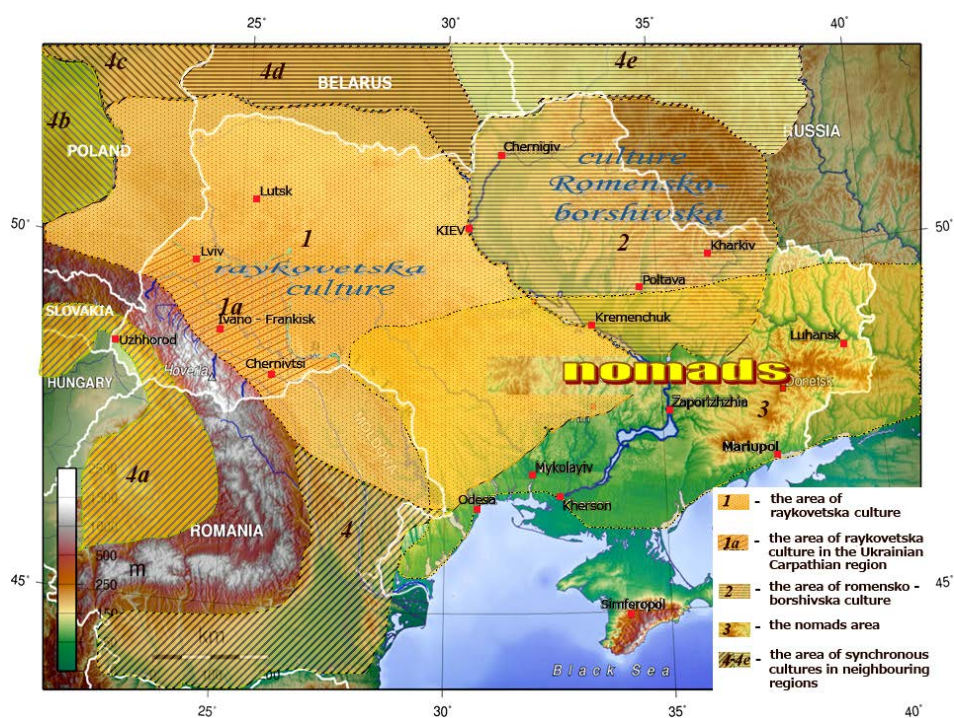 25°
30°
35°
40°
4c
4d
4e
BELARUS
4b
POLAND
RUSSIA
Chernigiv
culture
Romensko-
borshivska
Lutsk
50°
50°
KIEV
1
2
Kharkiv
Lviv
raykovetska
culture
Poltava
1a
SLOVAKIA
Ivano - Frankisk
Kremenchuk
Uzhhorod
Luhansk
Hoverla
Chernivtsi
nomads
HUNGARY
Donetsk
Zaporizhzhia
3
MOLDOVA
Mariupol
4a
Mykolayiv
Odesa
Kherson
ROMANIA
4
500
m
250
45°
45°
Simferopol
km
Black Sea
1 - the area of
raykovetska culture
1a - the area of raykovetska
culture in the Ukrainian
Carpathian region
2 - the area of romensko -
borshivska culture
3 - the nomads area
4-4e - the area of synchronous
cultures in neighbouring
regions
25°
30°
35°
40°